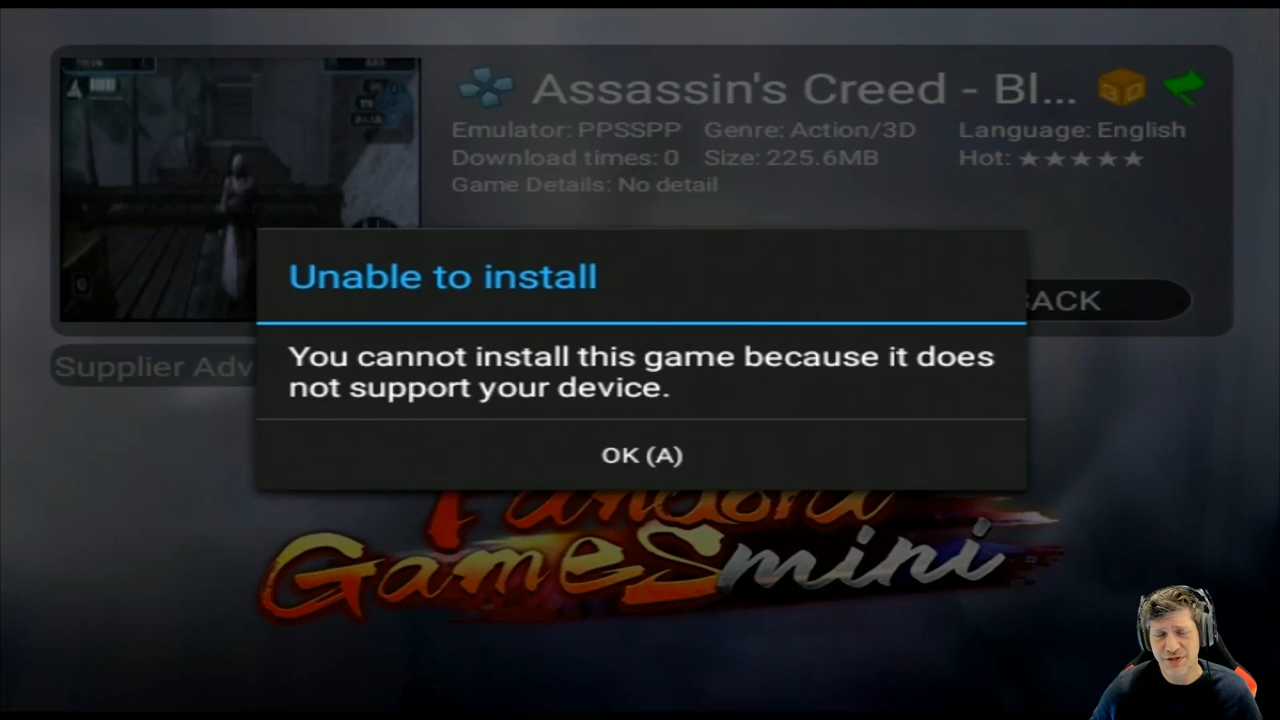 Assassin's Creed - Bl...
Emulator: PPSSPP Genre: Action/3D Language: English
Download times: 0 Size: 225.6MB Hot: ★★★★★
Game Details: No detail
Unable to install
BACK
You cannot install this game because it does
not support your device.
Supplier Adv
OK (A)
Pandora
GameSmini